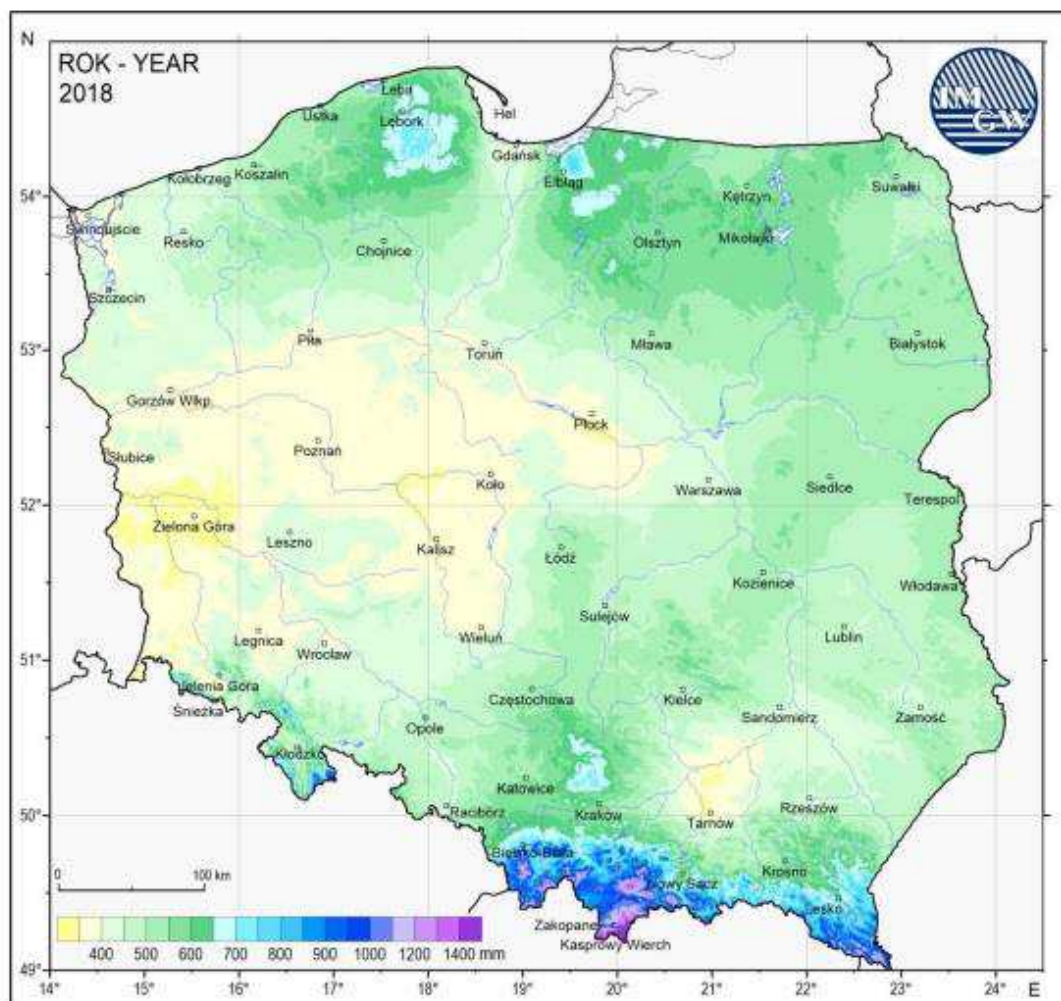 N
ROK - YEAR
2018
IM
GW
Łeba
Ustka
Lębork
Hel
Gdańsk
Kołobrzeg
Koszalin
Elbląg
Kętrzyn
Suwałki
54°
Świnoujście
Resko
Chojnice
Olsztyn
Mikołajki
Szczecin
53°
Piła
Toruń
Mława
Białystok
Gorzów Wlkp.
Płock
Słubice
Poznań
Koło
Warszawa
Siedlce
Terespol
52°
Zielona Góra
Leszno
Kalisz
Łódź
Kozienice
Włodawa
Sulejów
Legnica
Wrocław
Wieluń
Lublin
51°
Jelenia Góra
Śnieżka
Częstochowa
Kielce
Sandomierz
Zamość
Opole
Kłodzko
Katowice
50°
Racibórz
Kraków
Tarnów
Rzeszów
Bielsko-Biała
Nowy Sącz
Krosno
Lesko
0
100 km
Zakopane
Kasprowy Wierch
400 500 600 700 800 900 1000 1200 1400 mm
49°
14° 15° 16° 17° 18° 19° 20° 21° 22° 23° 24° E